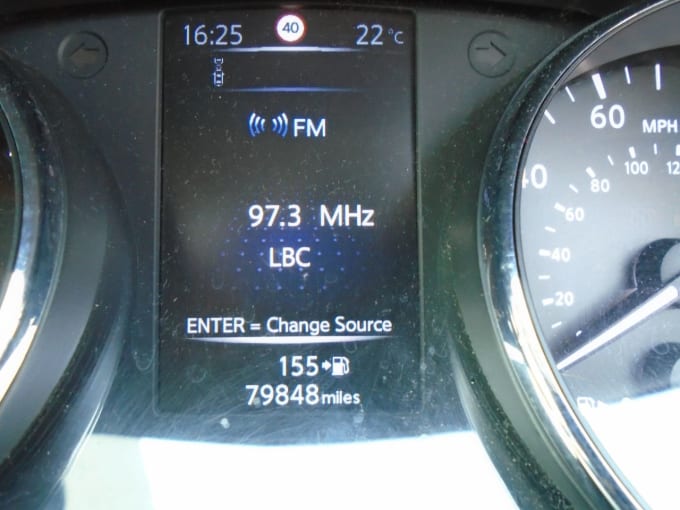 16:25 40 22 °C
FM
97.3 MHz
LBC
ENTER = Change Source
155
79848 miles
60
MPH
40
100
80
60
40
20